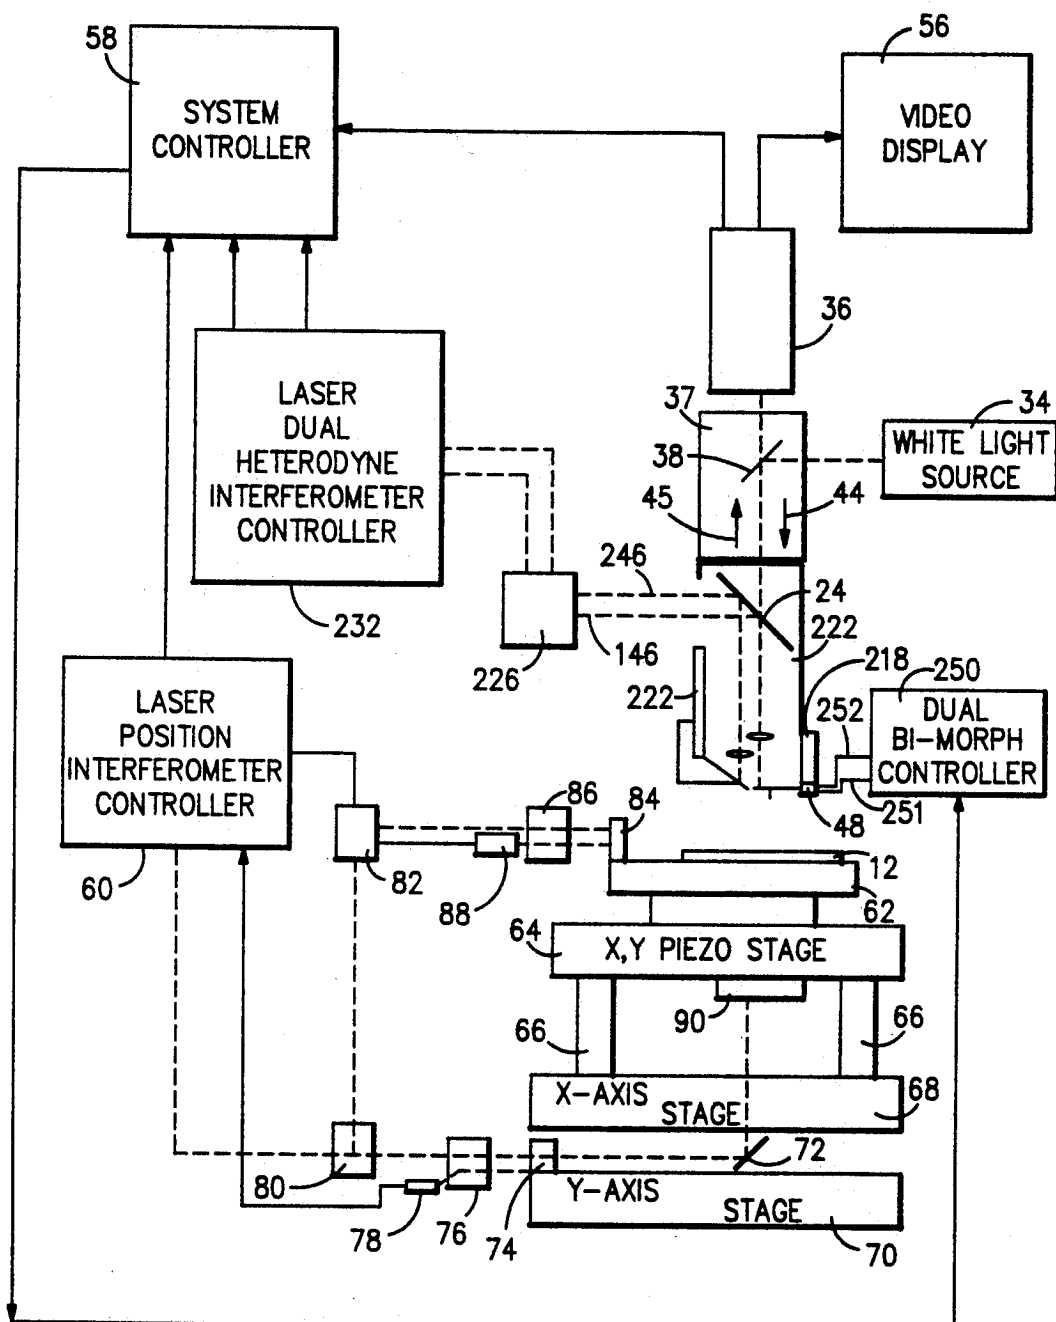 58
SYSTEM
CONTROLLER
56
VIDEO
DISPLAY
36
37
38
34
WHITE LIGHT
SOURCE
45
44
LASER
DUAL
HETERODYNE
INTERFEROMETER
CONTROLLER
232
246
146
226
24
222
222
218
250
252
DUAL
BI-MORPH
CONTROLLER
251
48
LASER
POSITION
INTERFEROMETER
CONTROLLER
60
82
86
84
88
12
62
64
X,Y PIEZO STAGE
90
66
66
X-AXIS
STAGE
68
72
80
78
76
74
Y-AXIS
STAGE
70